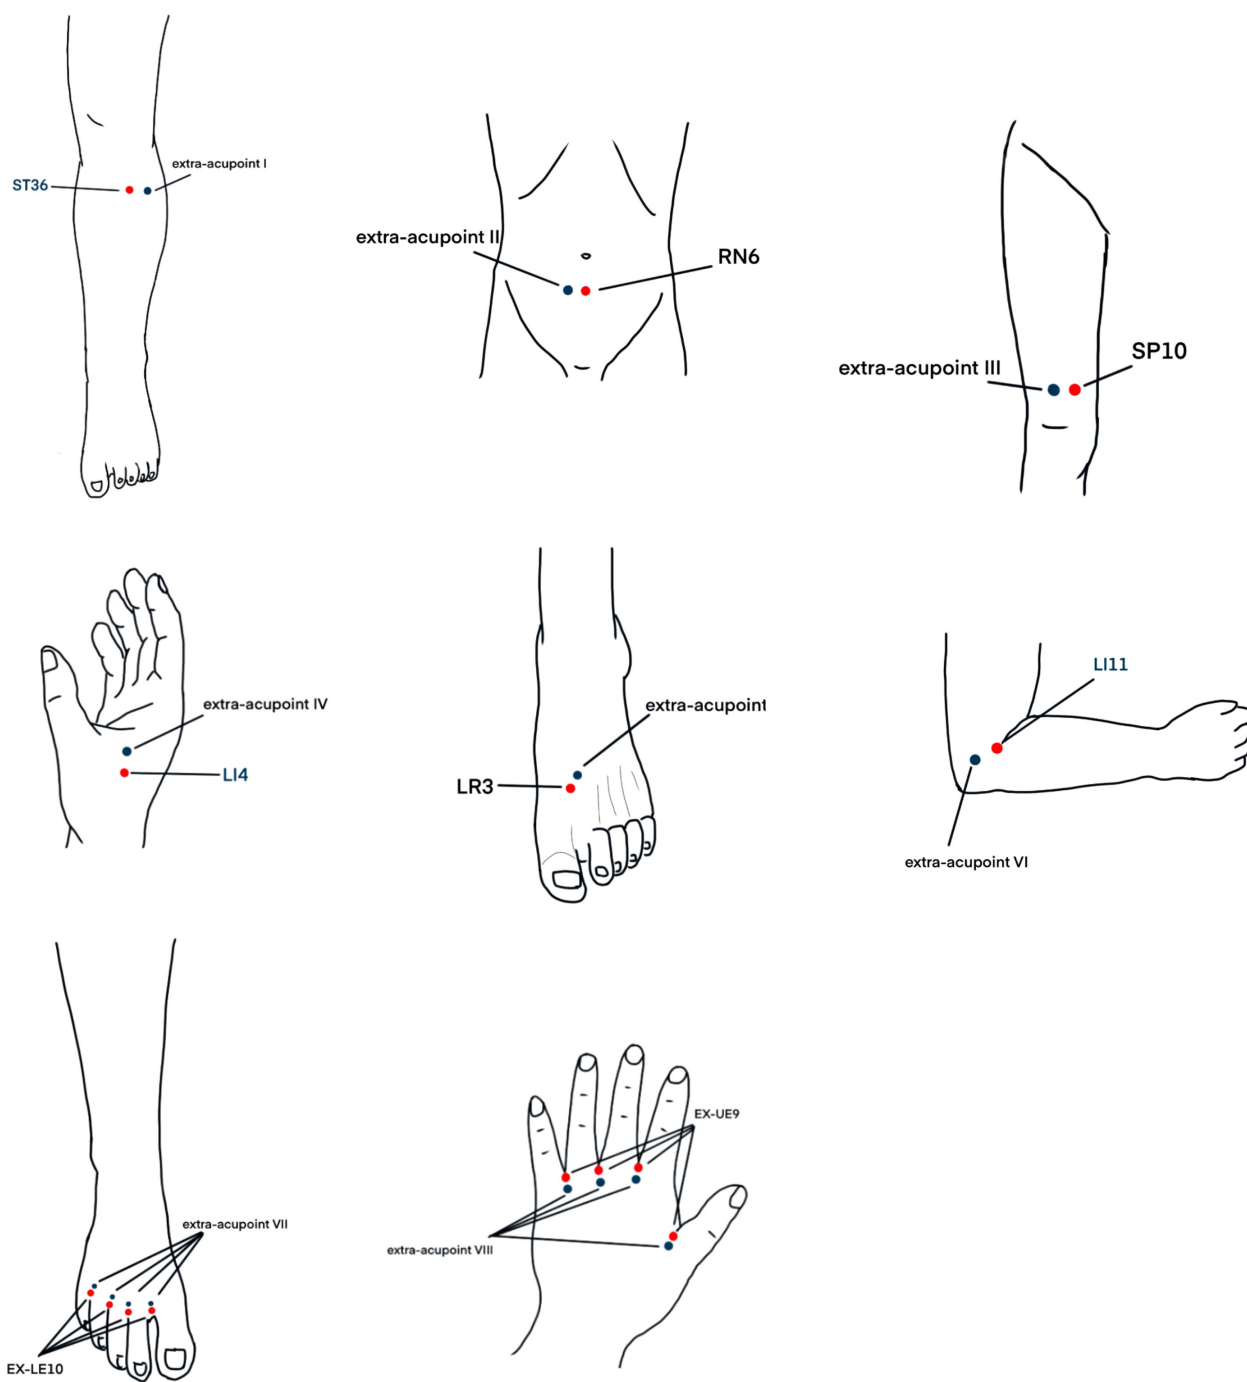 ST36
extra-acupoint I
extra-acupoint II
RN6
extra-acupoint III
SP10
extra-acupoint IV
LI4
extra-acupoint
LR3
LI11
extra-acupoint VI
extra-acupoint VII
EX-LE10
EX-UE9
extra-acupoint VIII